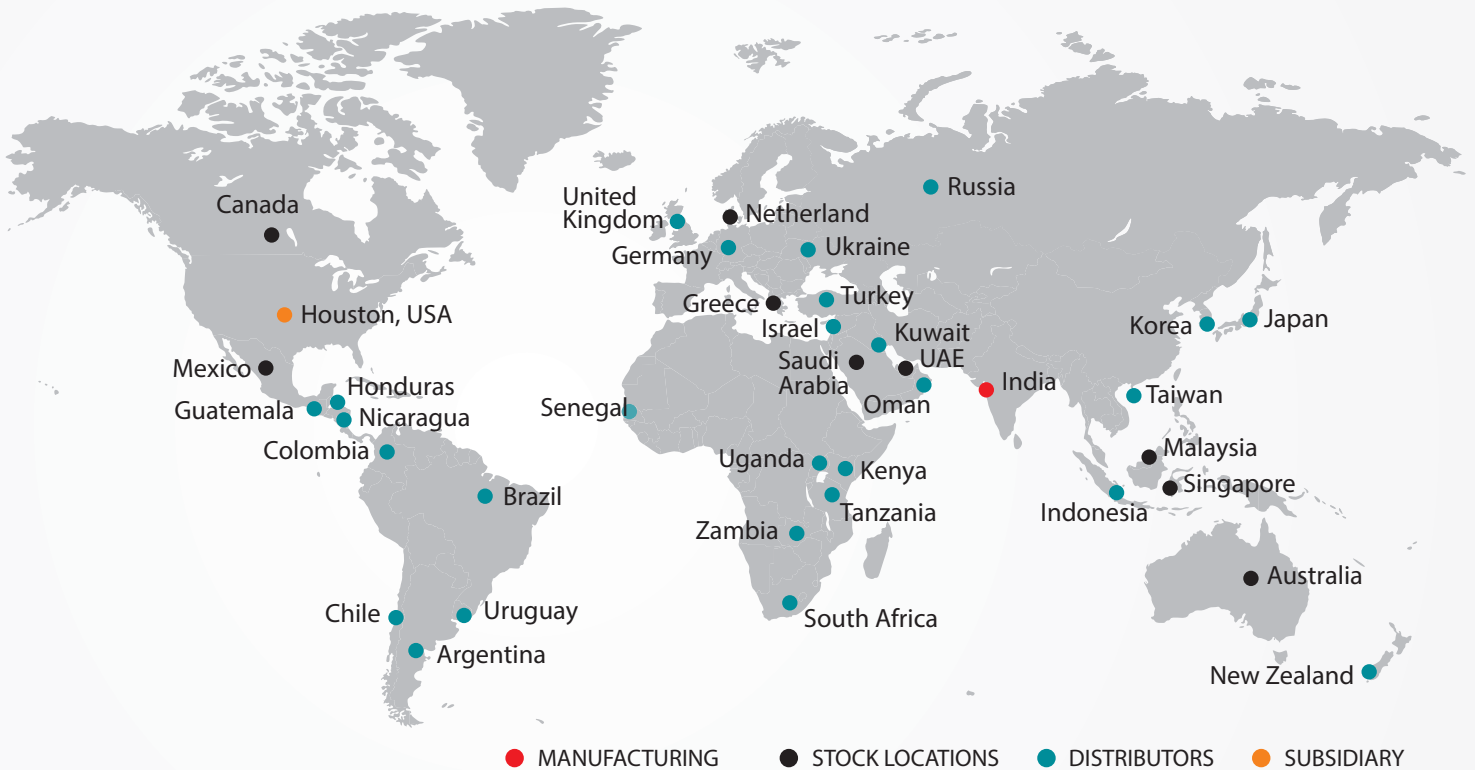 Canada
Houston, USA
Mexico
Honduras
Guatemala
Nicaragua
Colombia
Brazil
Chile
Uruguay
Argentina
United
Kingdom
Netherland
Germany
Ukraine
Russia
Greece
Turkey
Israel
Kuwait
Saudi
Arabia
UAE
Oman
India
Senegal
Uganda
Kenya
Tanzania
Zambia
South Africa
Korea
Japan
Taiwan
Malaysia
Singapore
Indonesia
Australia
New Zealand
MANUFACTURING
STOCK LOCATIONS
DISTRIBUTORS
SUBSIDIARY